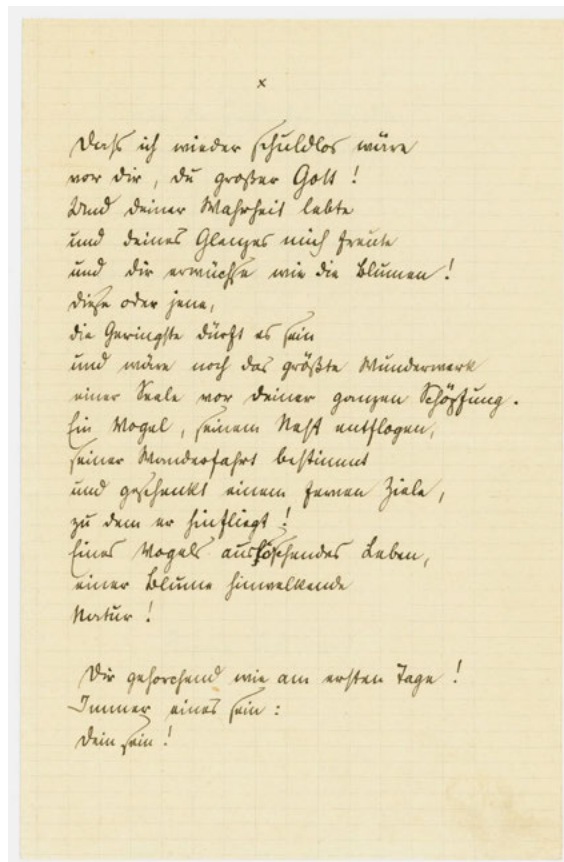 x
Dass ich wieder schuldlos wäre
vor dir, du großer Gott!
Und deiner Wahrheit lebte
und deines Glanzes mich freute
und dir erwüchse wie die Blumen!
diese oder jene,
die Geringste dürft es sein
und wäre noch das größte Wunderwerk
einer Seele vor deiner ganzen Schöpfung.
Ein Vogel, seinem Nest entflogen,
seiner Wanderfahrt bestimmt
und geschenkt einem fernen Ziele,
zu dem er hinfliegt!
Eines Vogels auslöschendes Leben,
einer Blume hinwelkende
Natur!
Dir gehorchend wie am ersten Tage!
Immer eines sein:
Dein sein!